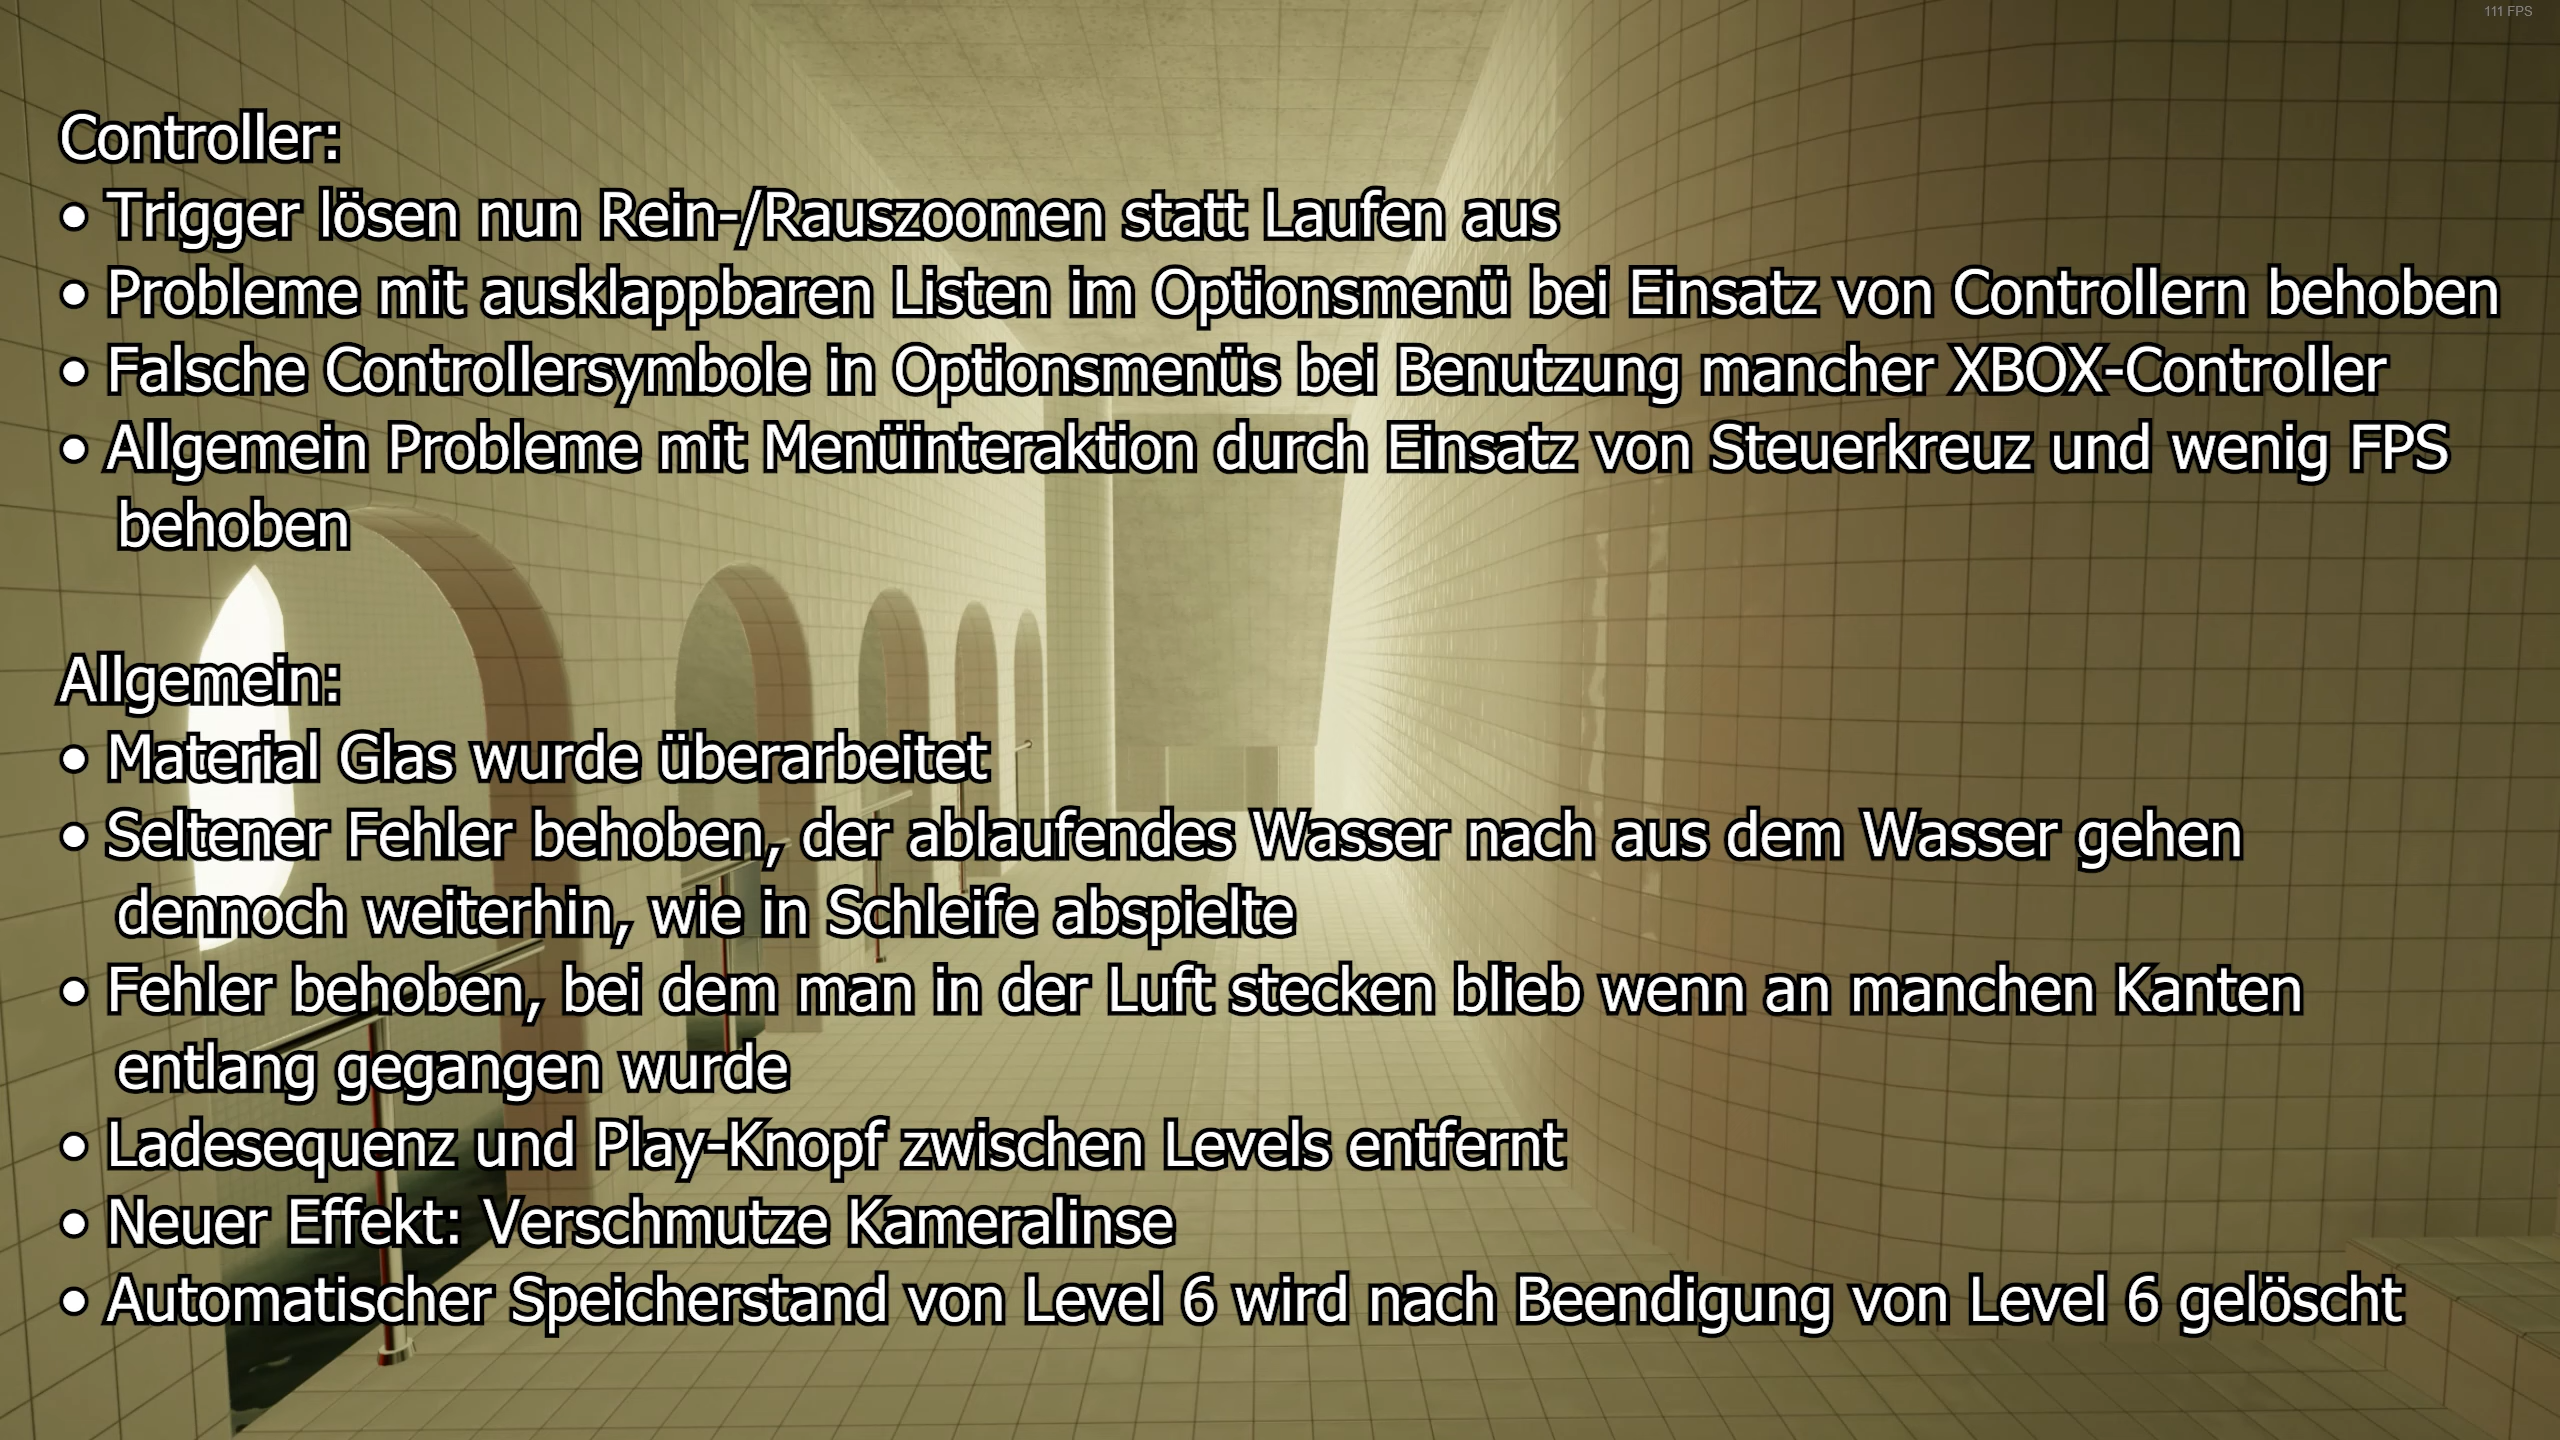 111 FPS
Controller:
• Trigger lösen nun Rein-/Rauszoomen statt Laufen aus
• Probleme mit ausklappbaren Listen im Optionsmenü bei Einsatz von Controllern behoben
• Falsche Controllersymbole in Optionsmenüs bei Benutzung mancher XBOX-Controller
• Allgemein Probleme mit Menüinteraktion durch Einsatz von Steuerkreuz und wenig FPS
behoben
Allgemein:
• Material Glas wurde überarbeitet
• Seltener Fehler behoben, der ablaufendes Wasser nach aus dem Wasser gehen
dennoch weiterhin, wie in Schleife abspielte
• Fehler behoben, bei dem man in der Luft stecken blieb wenn an manchen Kanten
entlang gegangen wurde
• Ladesequenz und Play-Knopf zwischen Levels entfernt
• Neuer Effekt: Verschmutze Kameralinse
• Automatischer Speicherstand von Level 6 wird nach Beendigung von Level 6 gelöscht